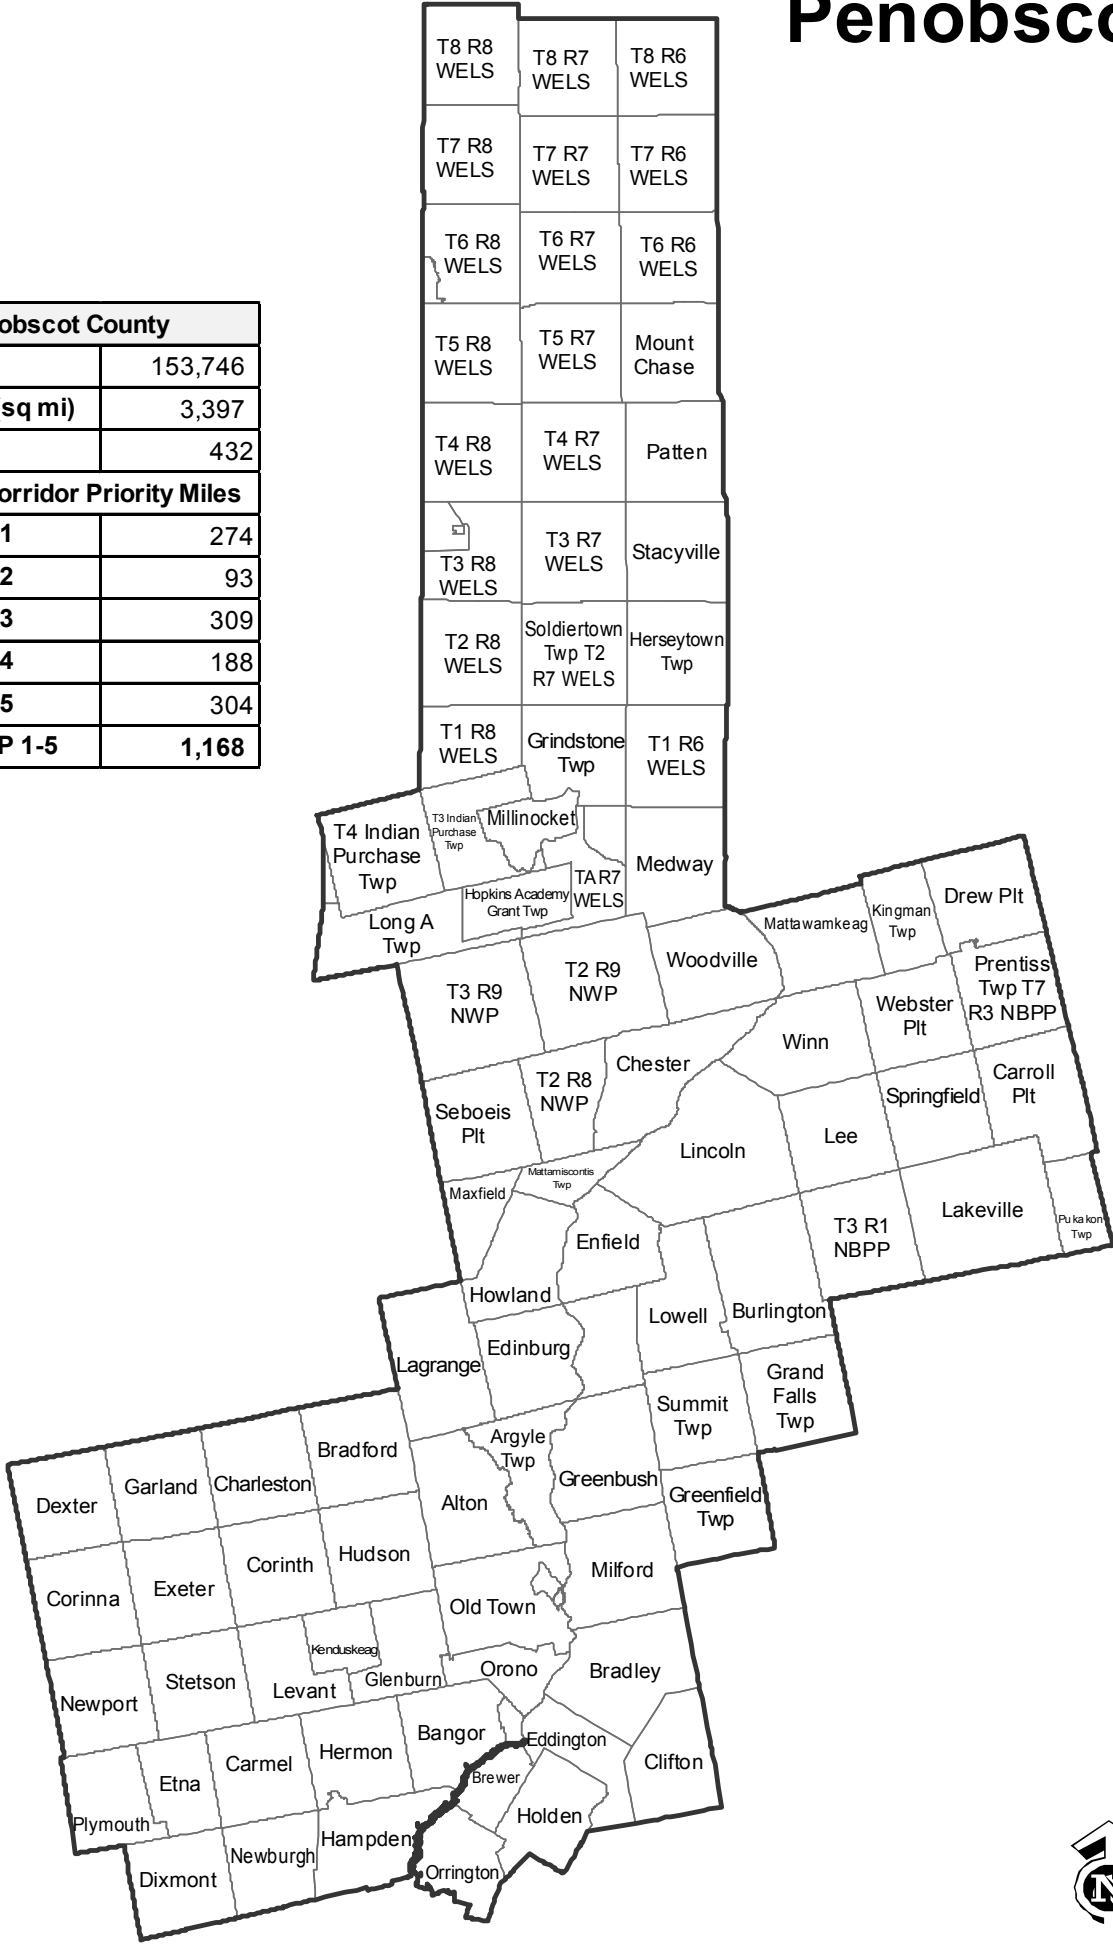 Penobsco
T8 R8
WELS
T8 R7
WELS
T8 R6
WELS
T7 R8
WELS
T7 R7
WELS
T7 R6
WELS
T6 R8
WELS
T6 R7
WELS
T6 R6
WELS
obscot County
153,746
(sq mi) 3,397
432
orridor Priority Miles
1 274
2 93
3 309
4 188
5 304
P 1-5 1,168
T5 R8
WELS
T5 R7
WELS
Mount
Chase
T4 R8
WELS
T4 R7
WELS
Patten
T3 R8
WELS
T3 R7
WELS
Stacyville
T2 R8
WELS
Soldiertown
Twp T2
R7 WELS
Herseytown
Twp
T1 R8
WELS
Grindstone
Twp
T1 R6
WELS
T4 Indian
Purchase
Twp
T3 Indian
Purchase
Twp
Millinocket
Medway
TA R7
WELS
Hopkins Academy
Grant Twp
Long A
Twp
Mattawamkeag
Kingman
Twp
Drew Plt
T3 R9
NWP
T2 R9
NWP
Woodville
Prentiss
Twp T7
R3 NBPP
Webster
Plt
Winn
Chester
T2 R8
NWP
Seboeis
Plt
Carroll
Plt
Springfield
Lee
Lincoln
Mattamiscontis
Twp
Maxfield
Enfield
T3 R1
NBPP
Lakeville
Pukakon
Twp
Howland
Lowell
Burlington
Edinburg
Lagrange
Grand
Falls
Twp
Summit
Twp
Argyle
Twp
Greenbush
Greenfield
Twp
Bradford
Charleston
Garland
Dexter
Alton
Hudson
Corinth
Exeter
Corinna
Milford
Old Town
Kenduskeag
Glenburn
Levant
Stetson
Newport
Orono
Bradley
Bangor
Eddington
Clifton
Hermon
Carmel
Etna
Plymouth
Brewer
Holden
Hampden
Newburgh
Dixmont
Orrington
N